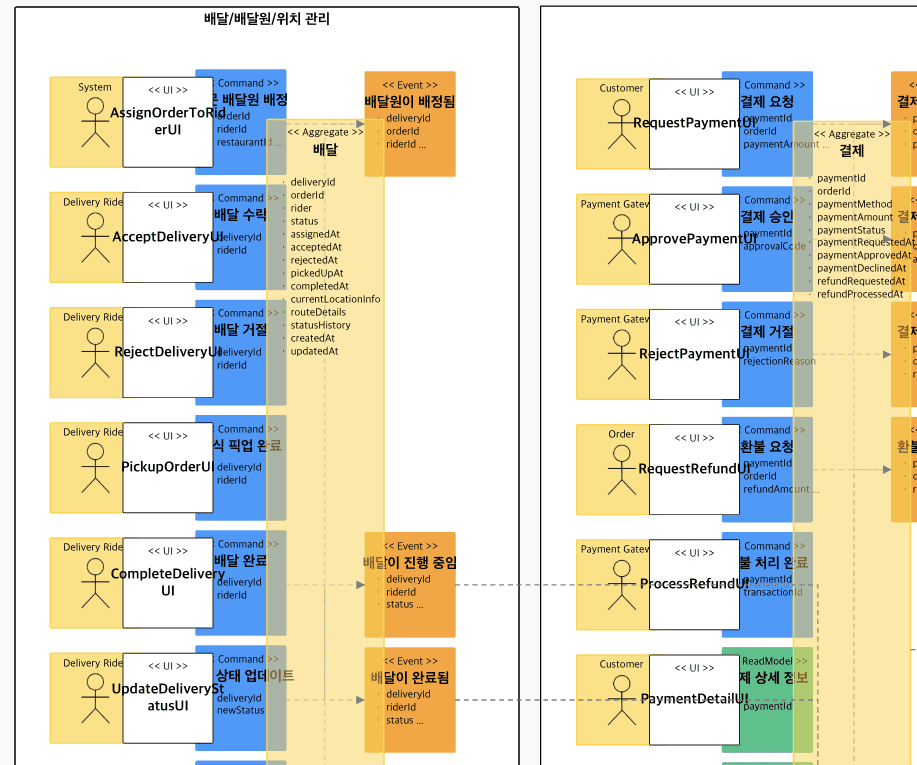 배달/배달원/위치 관리
System
<< UI >>
AssignOrderToRid
erUI
Command >>
배달원 배정
orderId
riderId
restaurantId ...
<< Event >>
배달원이 배정됨
deliveryId
orderId
riderId ...
<< Aggregate >>
배달
deliveryId
orderId
rider
status
assignedAt
acceptedAt
rejectedAt
pickedUpAt
completedAt
currentLocationInfo
routeDetails
statusHistory
createdAt
updatedAt
Delivery Ride
<< UI >>
AcceptDeliveryUI
Command >>
배달 수락
deliveryId
riderId
Delivery Ride
<< UI >>
RejectDeliveryUI
Command >>
배달 거절
deliveryId
riderId
Delivery Ride
<< UI >>
PickupOrderUI
Command >>
식 픽업 완료
deliveryId
riderId
Delivery Ride
<< UI >>
CompleteDelivery
UI
Command >>
배달 완료
deliveryId
riderId
<< Event >>
배달이 진행 중임
deliveryId
riderId
status ...
Delivery Ride
<< UI >>
UpdateDeliverySt
atusUI
Command >>
상태 업데이트
deliveryId
newStatus
<< Event >>
배달이 완료됨
deliveryId
riderId
status ...
Customer
<< UI >>
RequestPaymentUI
Command >>
결제 요청
paymentId
orderId
paymentAmount ...
<< Aggregate >>
결제
paymentId
orderId
paymentMethod
paymentAmount
paymentStatus
paymentRequestedAt
paymentApprovedAt
paymentDeclinedAt
refundRequestedAt
refundProcessedAt
Payment Gatew
<< UI >>
ApprovePaymentUI
Command >>
결제 승인
paymentId
approvalCode
Payment Gatew
<< UI >>
RejectPaymentUI
Command >>
결제 거절
paymentId
rejectionReason
Order
<< UI >>
RequestRefundUI
Command >>
환불 요청
paymentId
orderId
refundAmount ...
Payment Gatew
<< UI >>
ProcessRefundUI
Command >>
불 처리 완료
paymentId
transactionId
Customer
<< UI >>
PaymentDetailUI
ReadModel >>
제 상세 정보
paymentId